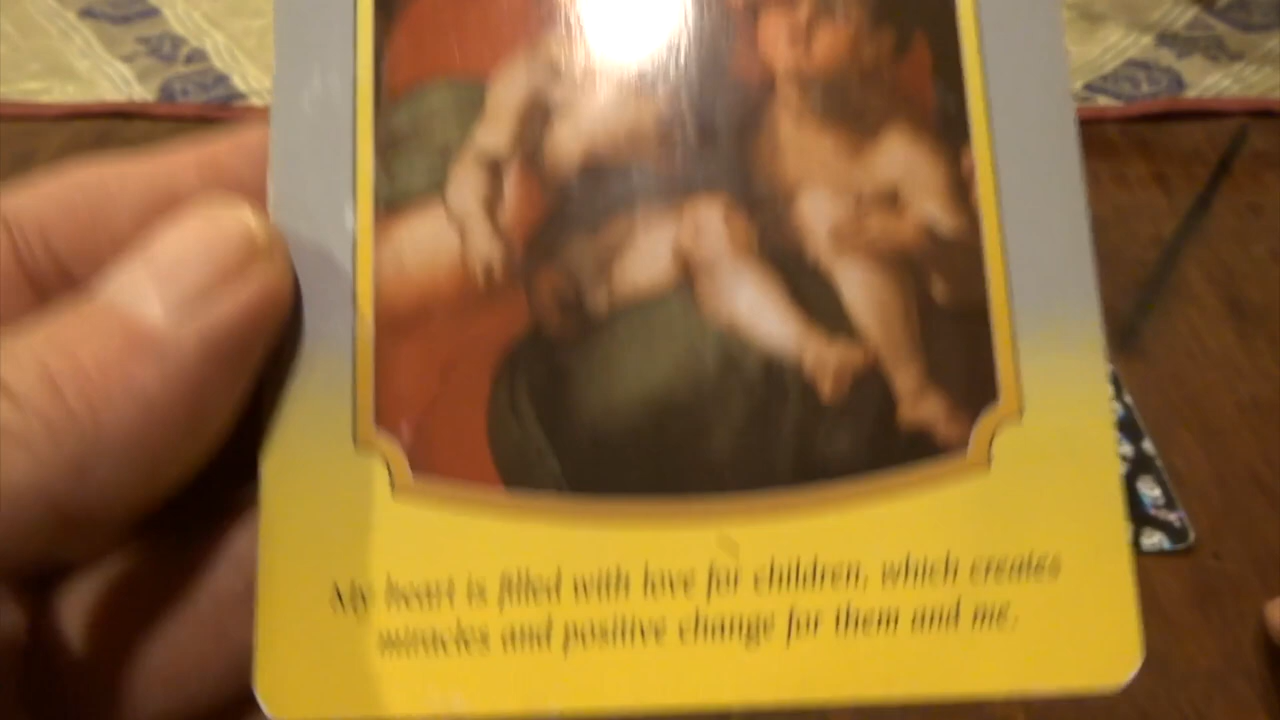 My heart is filled with love for children, which creates
miracles and positive change for them and me.